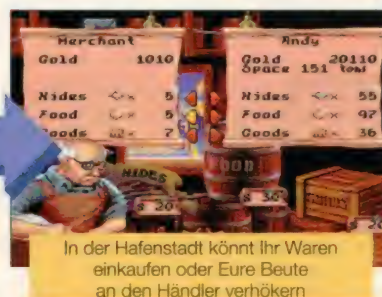 Merchant
Gold 1010
Hides 5
Food 5
Goods 7
Andy
Gold 20110
Space 151 tons
Hides 55
Food 97
Goods 36
HIDES
FOOD
$ 20
$ 30
In der Hafenstadt könnt Ihr Waren
einkaufen oder Eure Beute
an den Händler verhökern